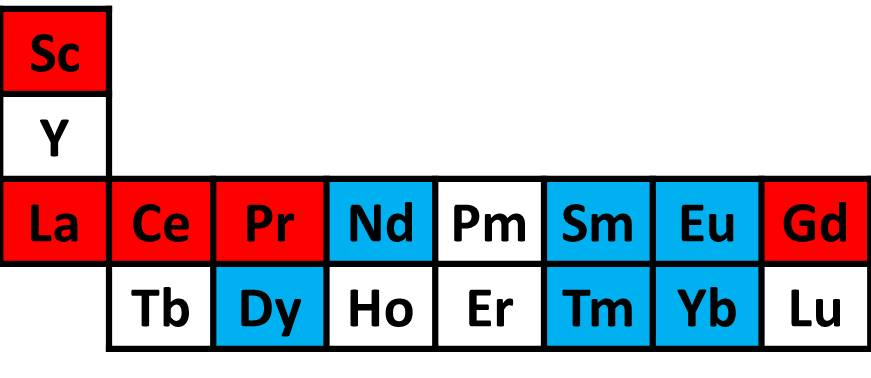 Sc
Y
La Ce Pr Nd Pm Sm Eu Gd
Tb Dy Ho Er Tm Yb Lu